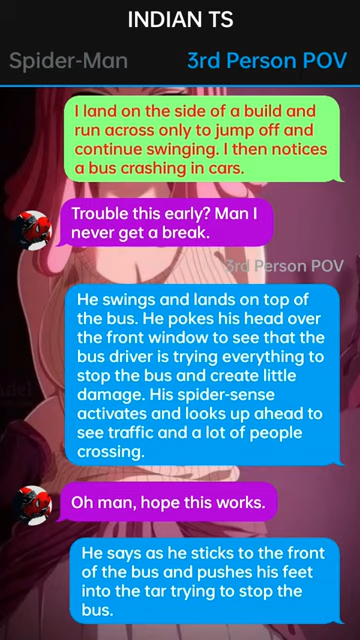 INDIAN TS
Spider-Man
3rd Person POV
I land on the side of a build and
run across only to jump off and
continue swinging. I then notices
a bus crashing in cars.
Trouble this early? Man I
never get a break.
3rd Person POV
He swings and lands on top of
the bus. He pokes his head over
the front window to see that the
bus driver is trying everything to
stop the bus and create little
damage. His spider-sense
activates and looks up ahead to
see traffic and a lot of people
crossing.
Oh man, hope this works.
He says as he sticks to the front
of the bus and pushes his feet
into the tar trying to stop the
bus.